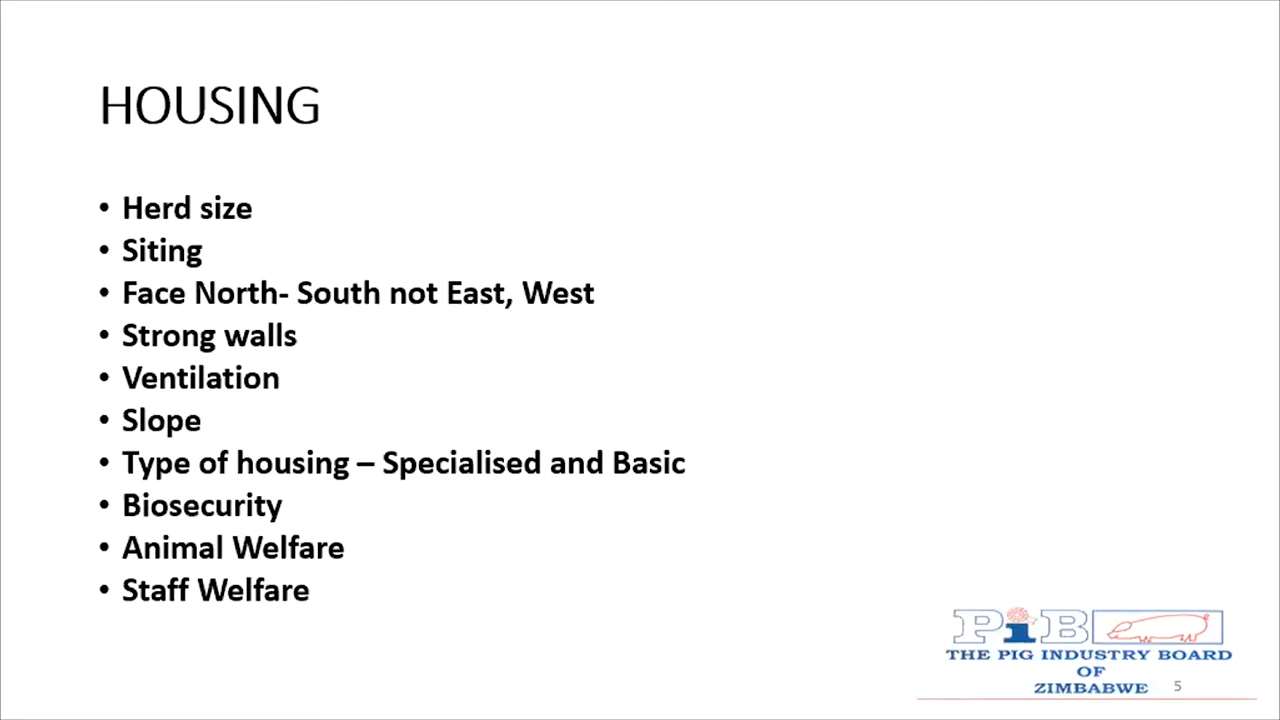 HOUSING
• Herd size
• Siting
• Face North- South not East, West
• Strong walls
• Ventilation
• Slope
• Type of housing – Specialised and Basic
• Biosecurity
• Animal Welfare
• Staff Welfare
PiB
THE PIG INDUSTRY BOARD
OF
ZIMBABWE
5